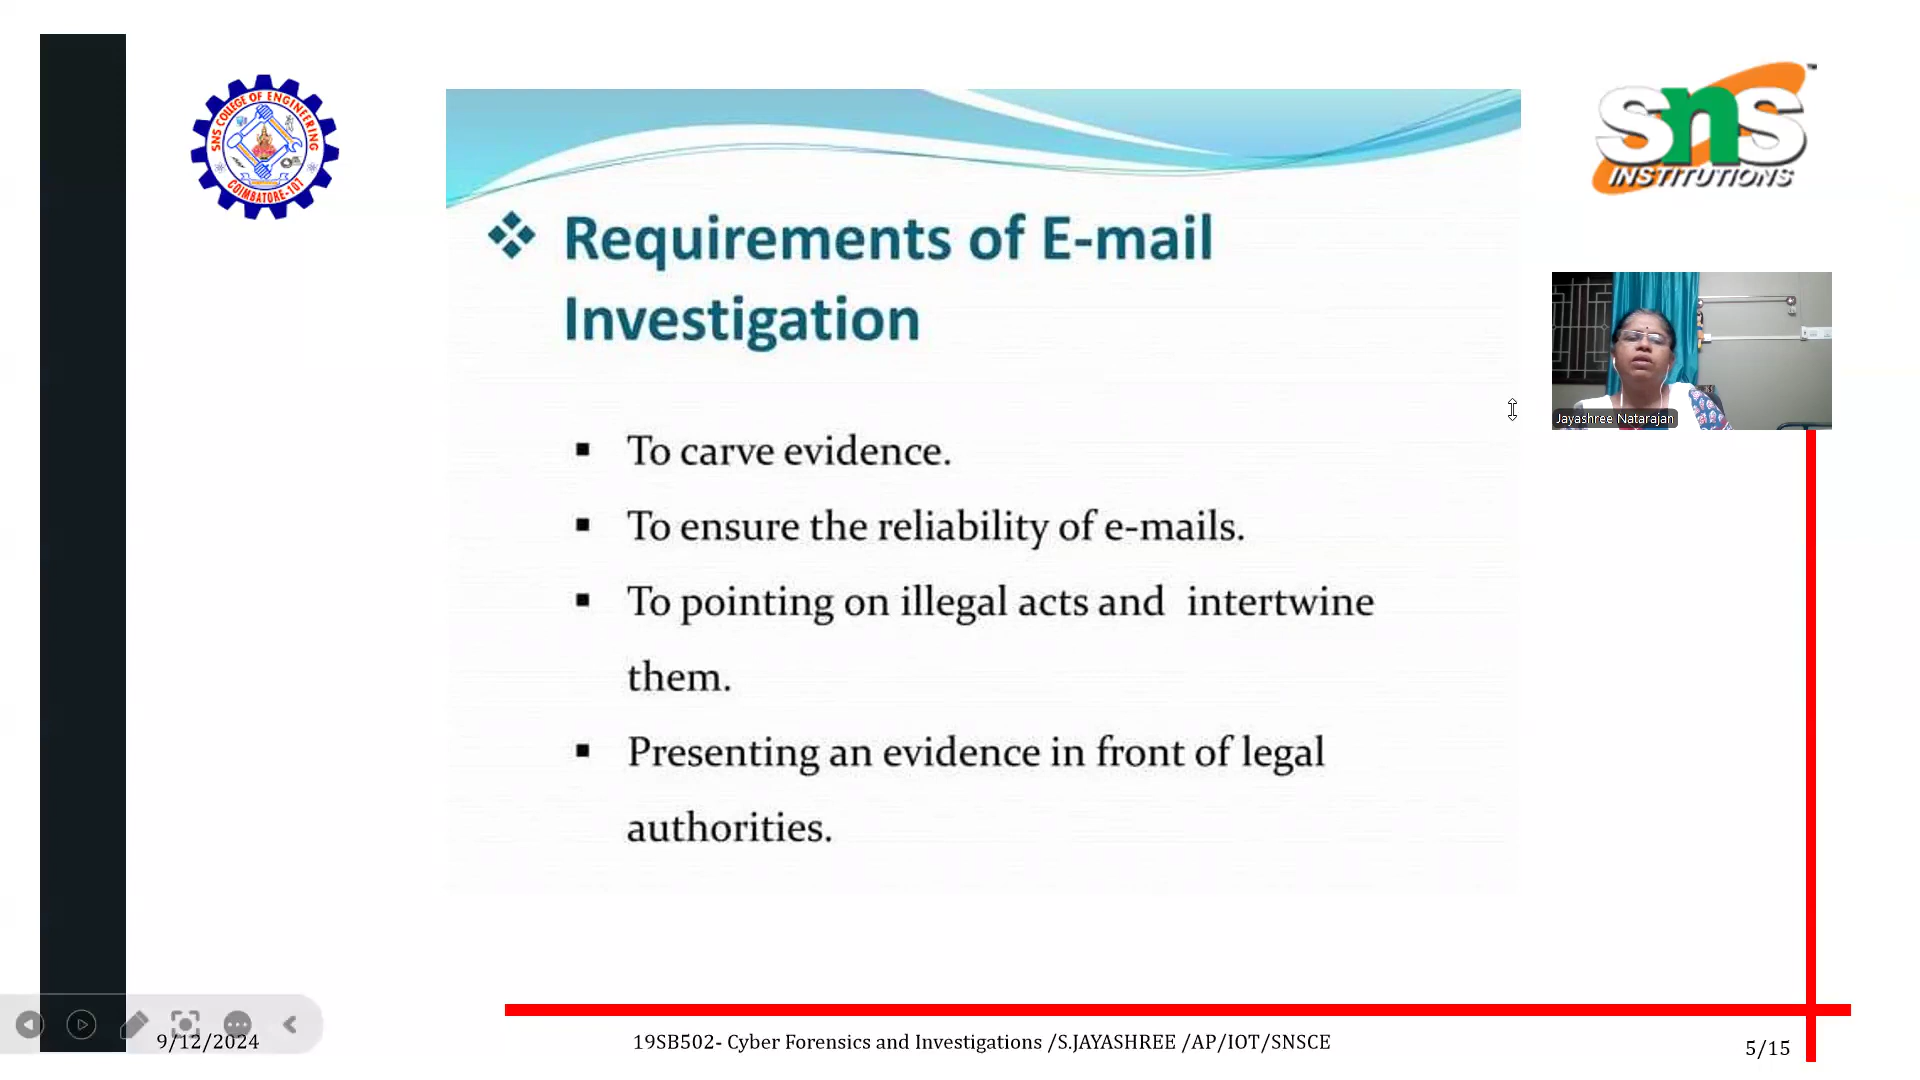 SNS COLLEGE OF ENGINEERING
COIMBATORE-107
sns
INSTITUTIONS
™
Requirements of E-mail
Investigation
To carve evidence.
To ensure the reliability of e-mails.
To pointing on illegal acts and intertwine
them.
Presenting an evidence in front of legal
authorities.
Jayashree Natarajan
9/12/2024
19SB502- Cyber Forensics and Investigations /S.JAYASHREE /AP/IOT/SNSCE
5/15